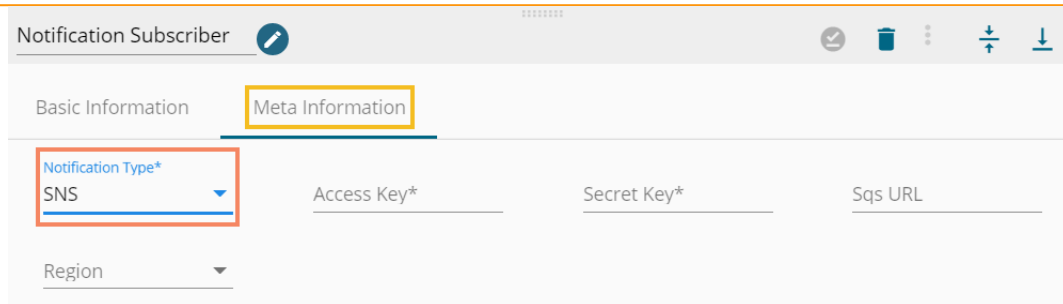 Notification Subscriber
Basic Information
Meta Information
Notification Type*
SNS
Access Key*
Secret Key*
Sqs URL
Region